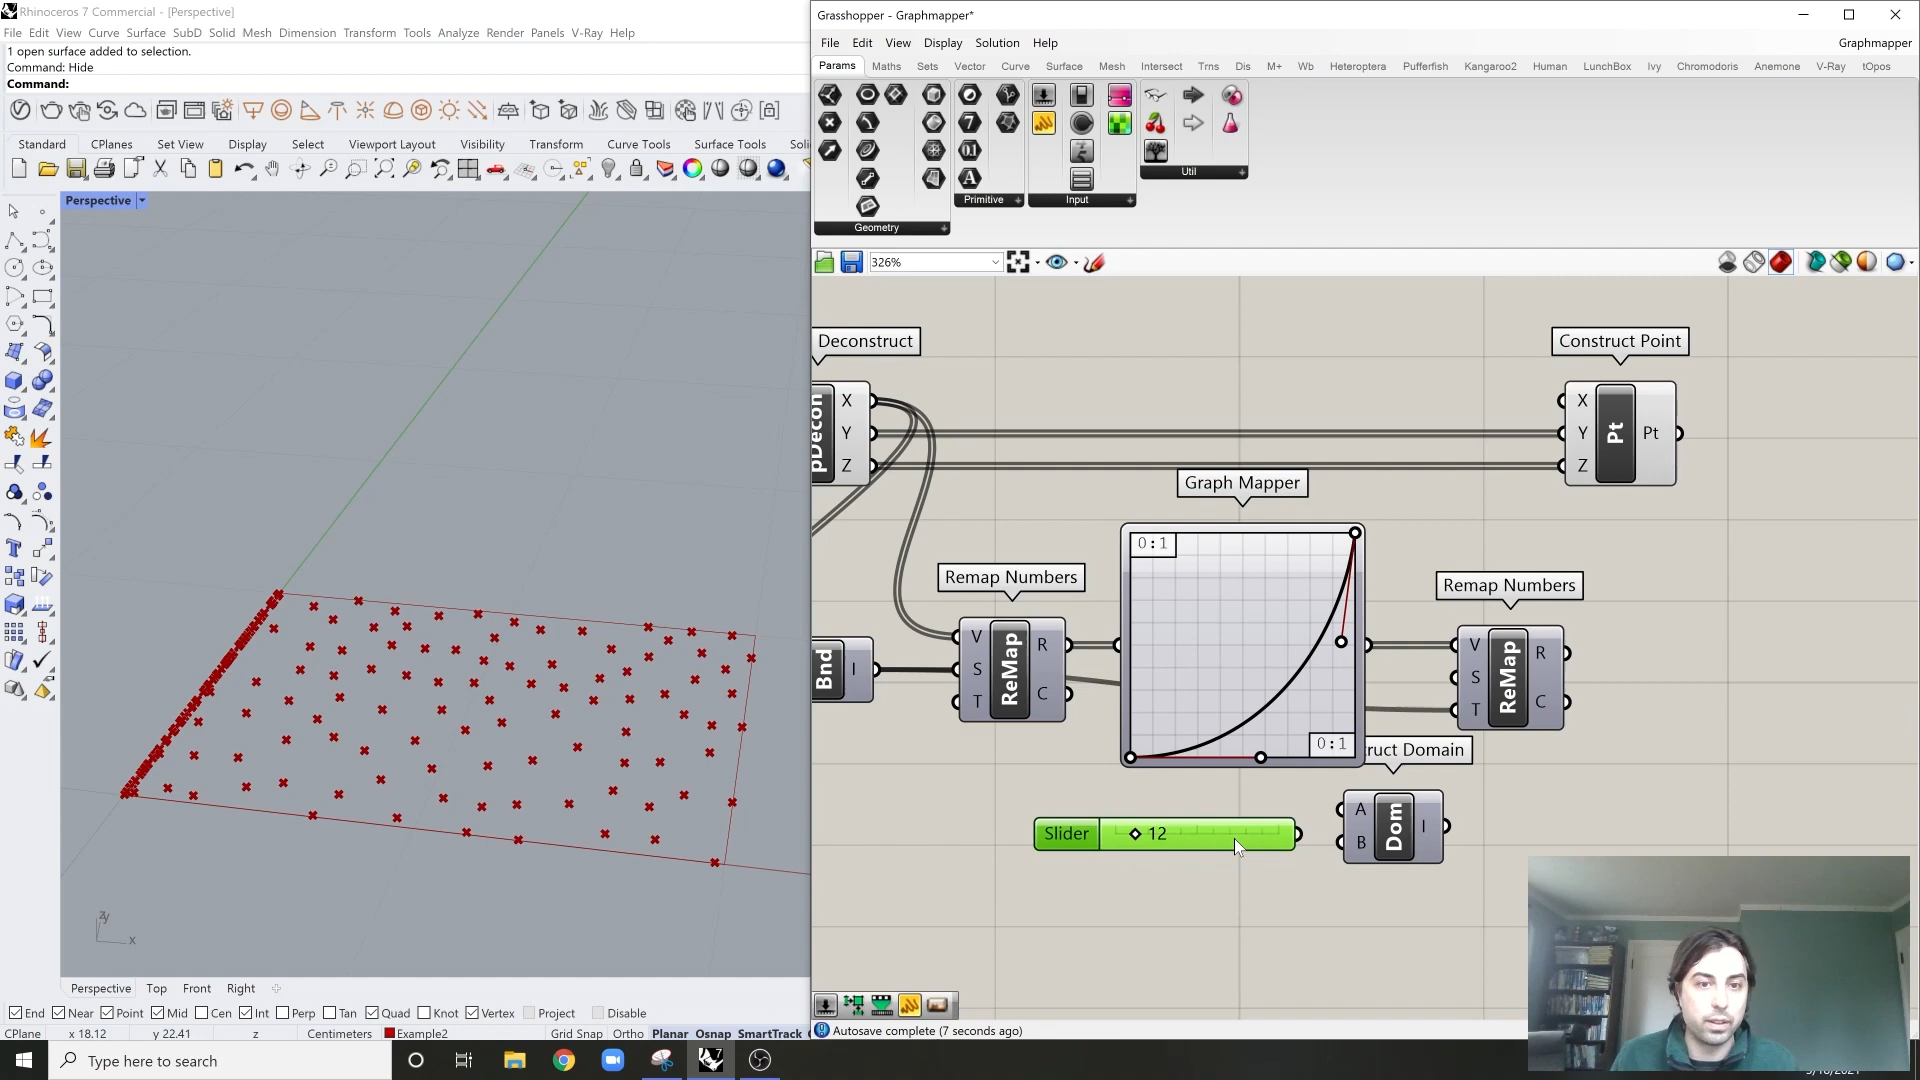 Rhinoceros 7 Commercial - [Perspective]
File Edit View Curve Surface SubD Solid Mesh Dimension Transform Tools Analyze Render Panels V-Ray Help
1 open surface added to selection.
Command: Hide
Command:
Standard CPlanes Set View Display Select Viewport Layout Visibility Transform Curve Tools Surface Tools Soli
Perspective
z y
x
Perspective Top Front Right
End Near Point Mid Cen Int Perp Tan Quad Knot Vertex Project Disable
CPlane x 18.12 y 22.41 z Centimeters Example2 Grid Snap Ortho Planar Osnap SmartTrack
Grasshopper - Graphmapper*
File Edit View Display Solution Help
Graphmapper
Params Maths Sets Vector Curve Surface Mesh Intersect Trns Dis M+ Wb Heteroptera Pufferfish Kangaroo2 Human LunchBox Ivy Chromodoris Anemone V-Ray tOpos
Geometry
Primitive
Input
Util
326%
Deconstruct
pDecon
X
Y
Z
Construct Point
X
Y
Z
Pt
Pt
Graph Mapper
0:1
0:1
Remap Numbers
Bnd
I
V
S
T
ReMap
R
C
Remap Numbers
V
S
T
ReMap
R
C
ruct Domain
A
B
Dom
I
Slider
12
Autosave complete (7 seconds ago)
Type here to search